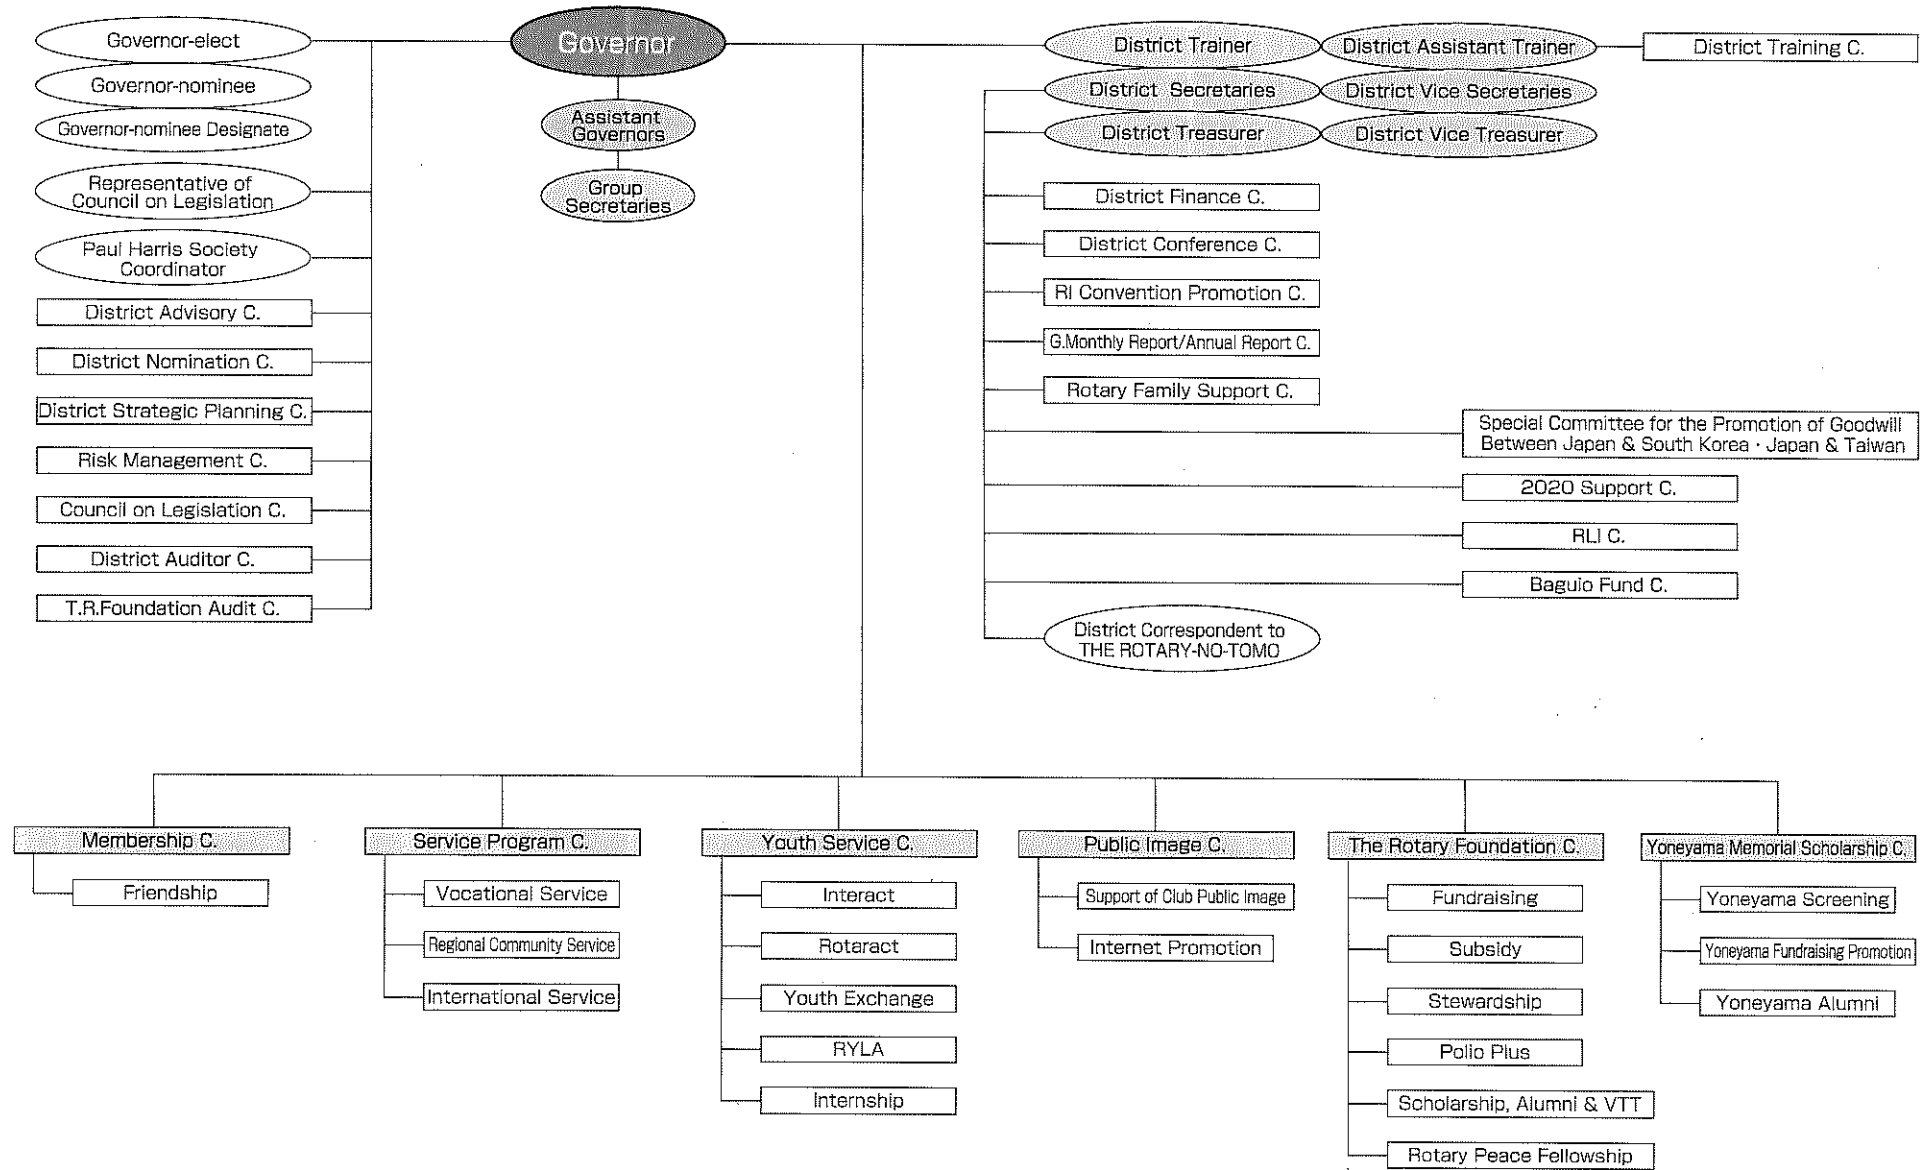 Governor
Governor-elect
Governor-nominee
Governor-nominee Designate
Representative of
Council on Legislation
Paul Harris Society
Coordinator
District Advisory C.
District Nomination C.
District Strategic Planning C.
Risk Management C.
Council on Legislation C.
District Auditor C.
T.R.Foundation Audit C.
Assistant
Governors
Group
Secretaries
District Trainer
District Assistant Trainer
District Training C.
District Secretaries
District Vice Secretaries
District Treasurer
District Vice Treasurer
District Finance C.
District Conference C.
RI Convention Promotion C.
G.Monthly Report/Annual Report C.
Rotary Family Support C.
Special Committee for the Promotion of Goodwill
Between Japan & South Korea・Japan & Taiwan
2020 Support C.
RLI C.
Baguio Fund C.
District Correspondent to
THE ROTARY-NO-TOMO
Membership C.
Friendship
Service Program C.
Vocational Service
Regional Community Service
International Service
Youth Service C.
Interact
Rotaract
Youth Exchange
RYLA
Internship
Public Image C.
Support of Club Public Image
Internet Promotion
The Rotary Foundation C.
Fundraising
Subsidy
Stewardship
Polio Plus
Scholarship, Alumni & VTT
Rotary Peace Fellowship
Yoneyama Memorial Scholarship C.
Yoneyama Screening
Yoneyama Fundraising Promotion
Yoneyama Alumni